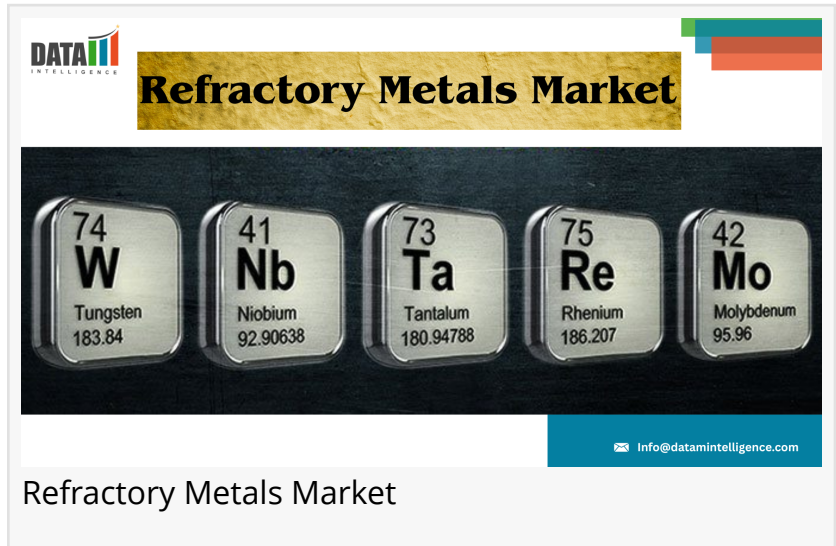 DATA
INTELLIGENCE
Refractory Metals Market
74
W
Tungsten
183.84
41
Nb
Niobium
92.90638
73
Ta
Tantalum
180.94788
75
Re
Rhenium
186.207
42
Mo
Molybdenum
95.96
Info@datamintelligence.com
Refractory Metals Market